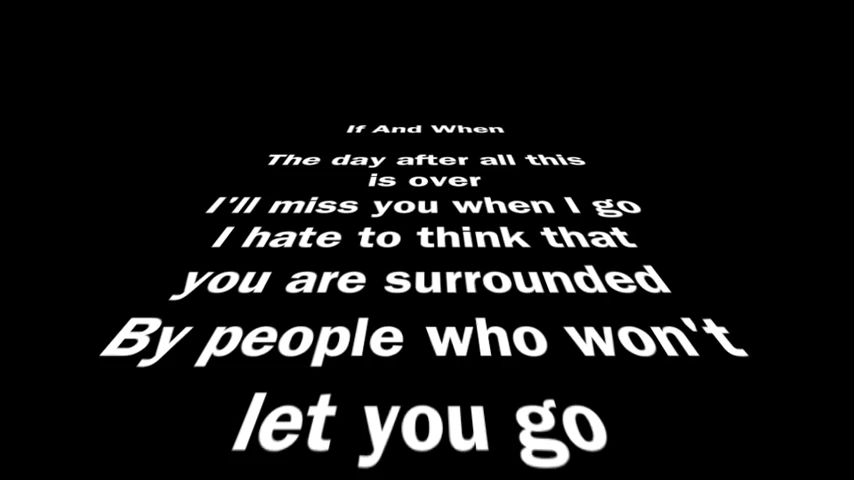 If And When
The day after all this
is over
I'll miss you when I go
I hate to think that
you are surrounded
By people who won't
let you go